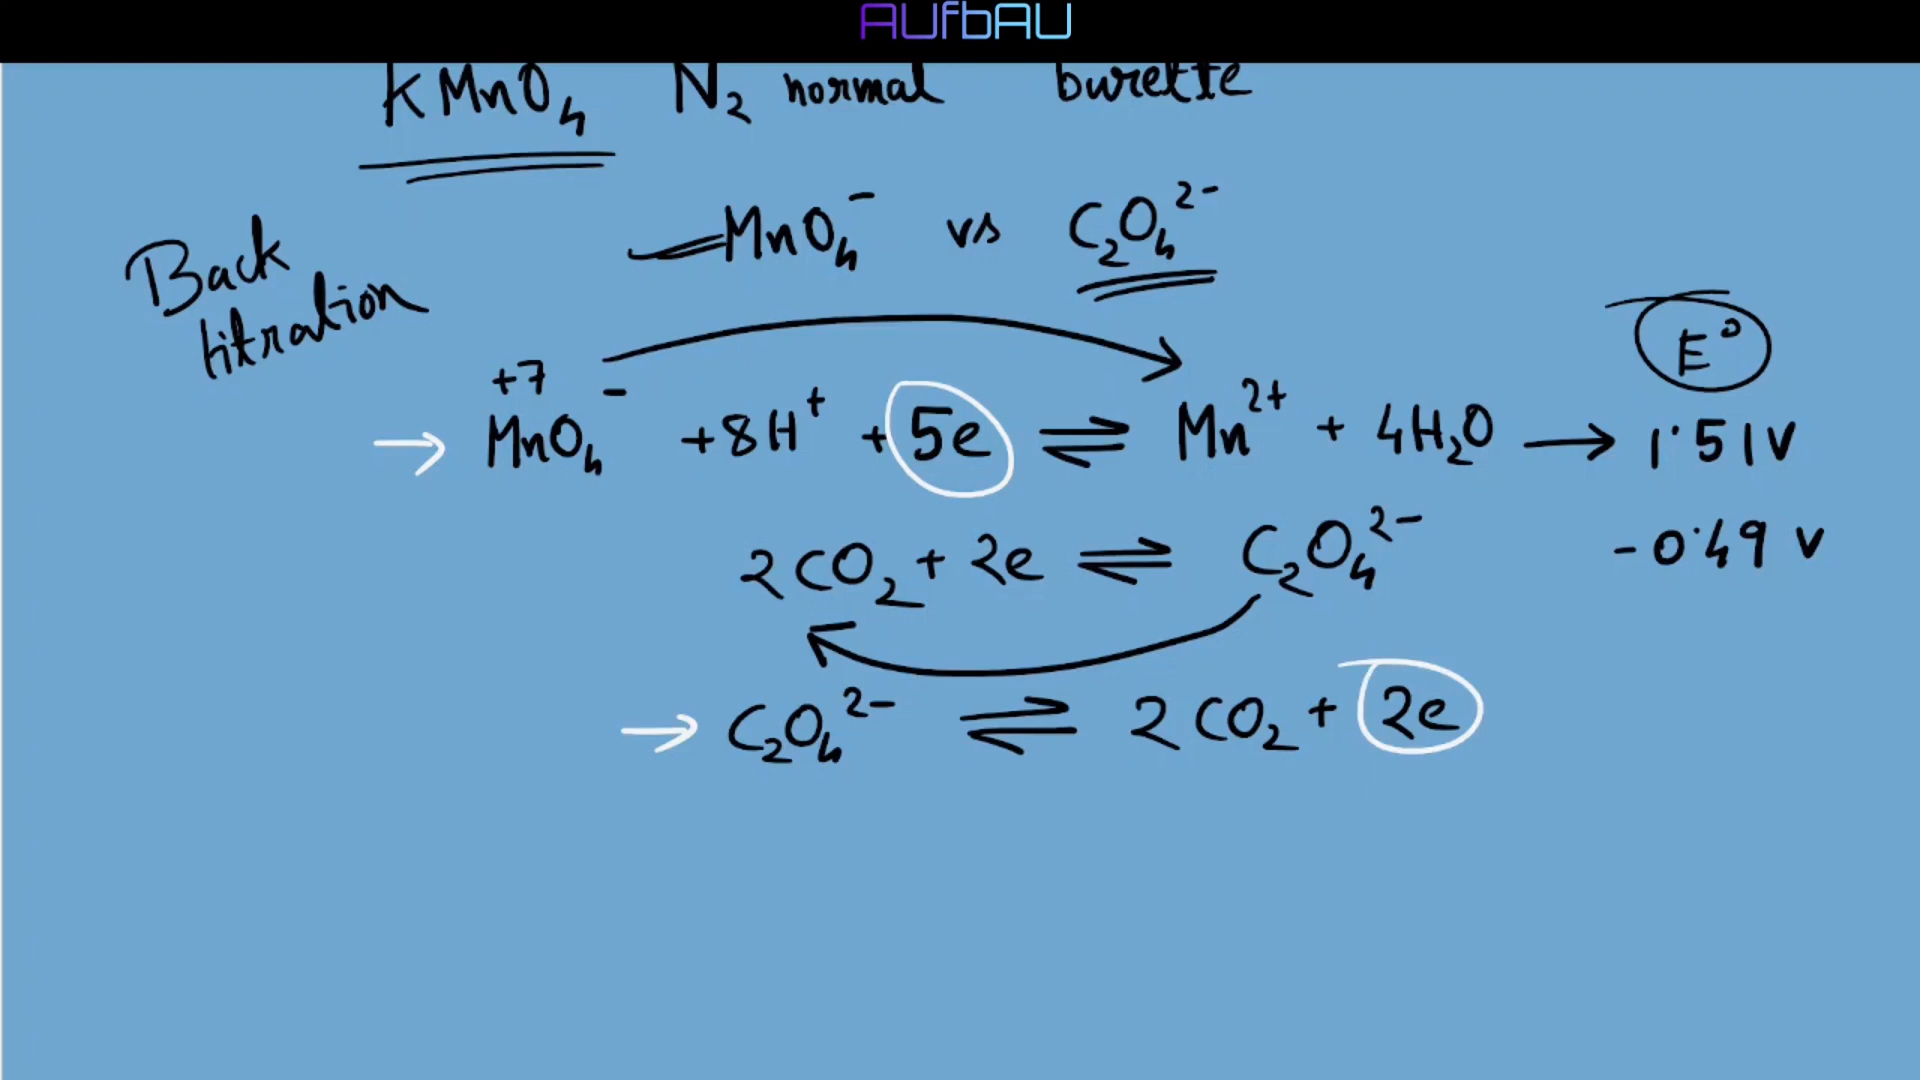 AUfbAU
KMnO₄ N₂ normal burette
Back titration
MnO₄⁻ vs C₂O₄²⁻
E⁰
+7
→ MnO₄⁻ + 8H⁺ + 5e ⇌ Mn²⁺ + 4H₂O → 1.51V
2CO₂ + 2e ⇌ C₂O₄²⁻ -0.49 V
→ C₂O₄²⁻ ⇌ 2CO₂ + 2e